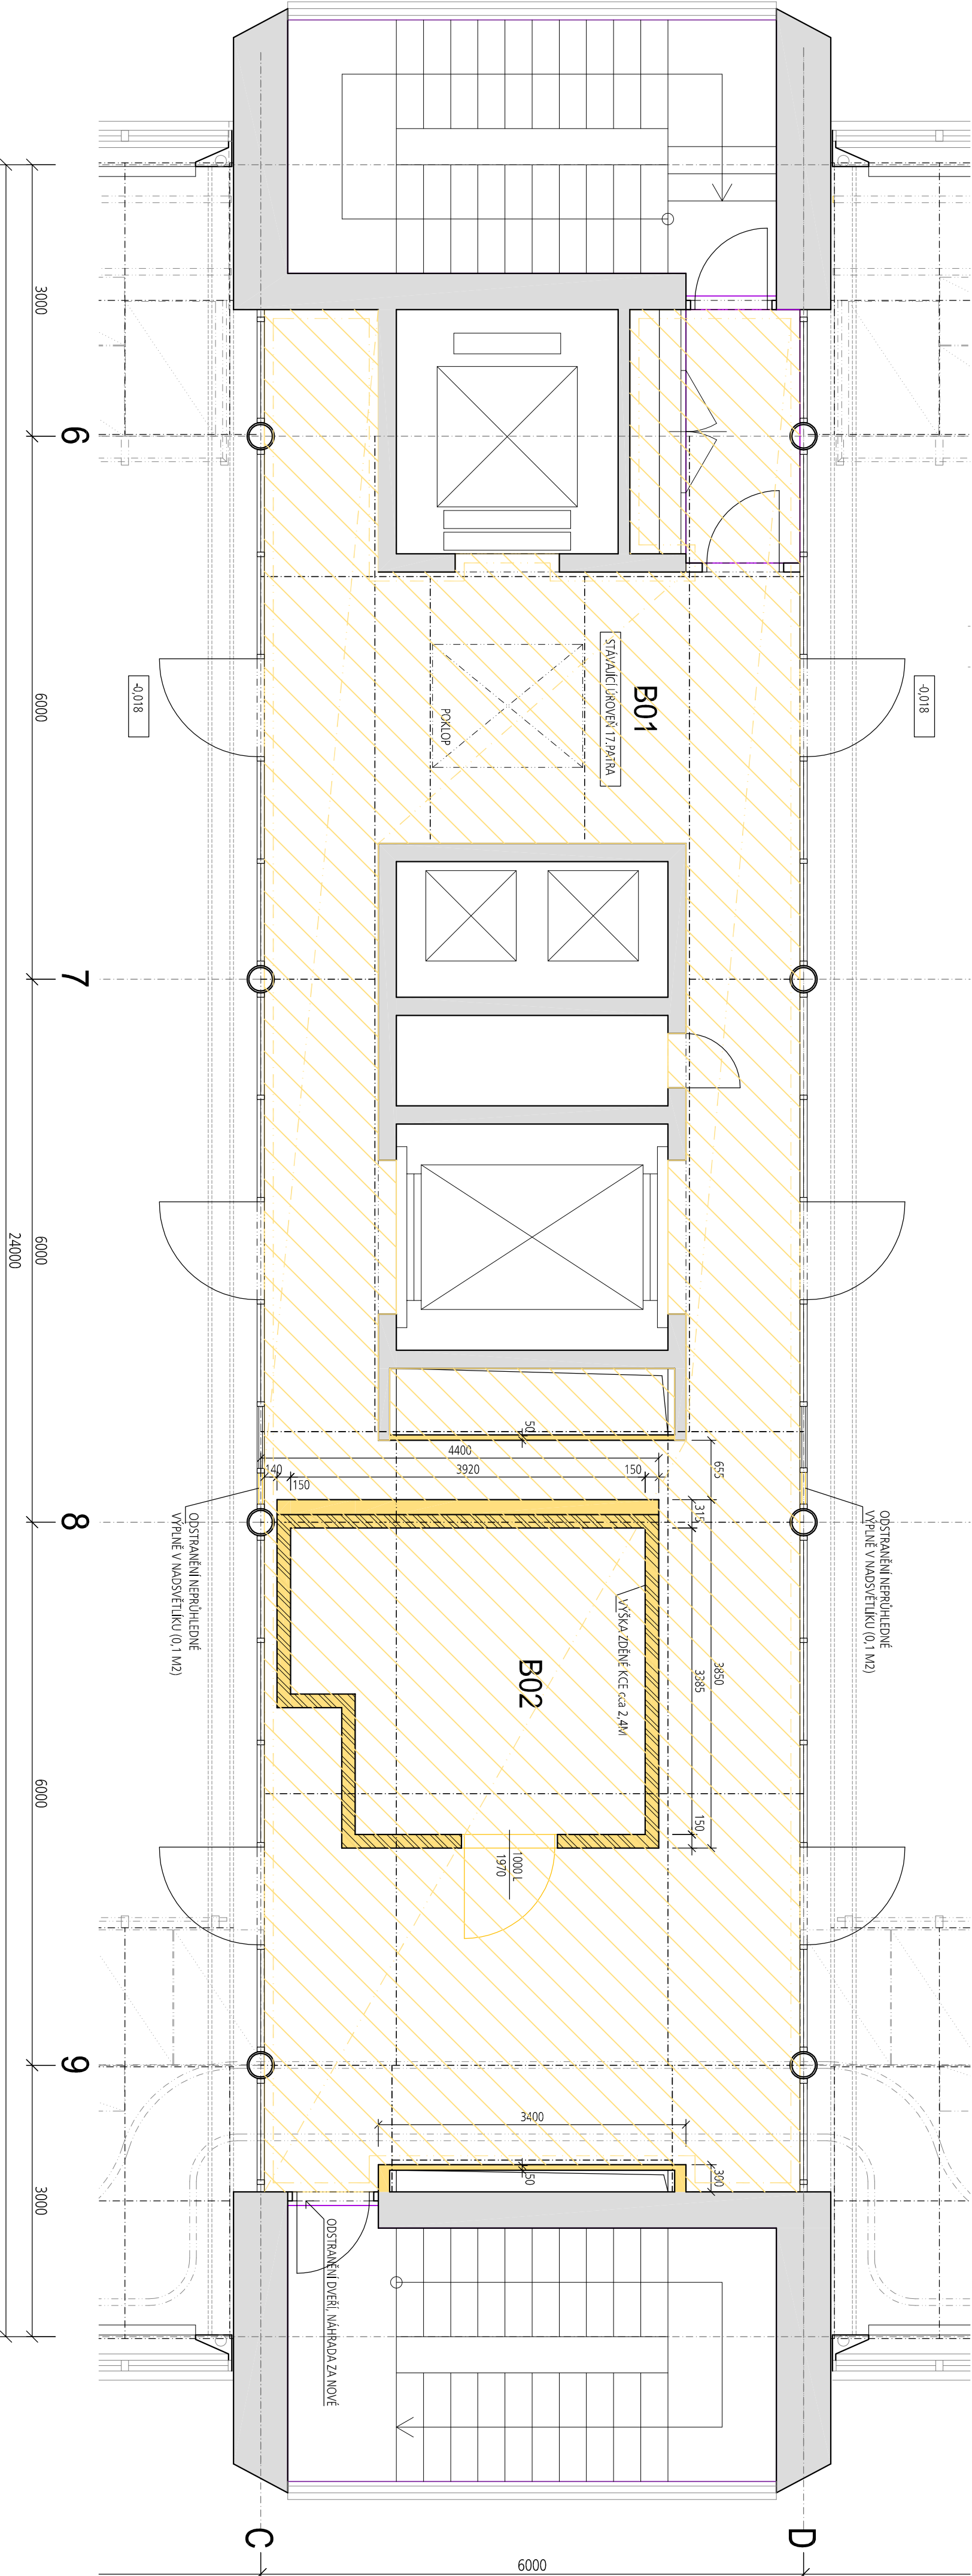 3000
6
6000
7
6000
24000
8
6000
9
3000
C
D
6000
-0,018
-0,018
B01
STÁVAJÍCÍ ÚROVEŇ 17.PATRA
POKLOP
50
4400
140
150
3920
150
655
315
3850
3385
150
ODSTRANĚNÍ NEPRŮHLEDNÉ
VÝPLNĚ V NADSVĚTLÍKU (0,1 M2)
ODSTRANĚNÍ NEPRŮHLEDNÉ
VÝPLNĚ V NADSVĚTLÍKU (0,1 M2)
VÝŠKA ZDĚNÉ KCE cca 2,4M
B02
1000 L
1970
3400
300
50
ODSTRANĚNÍ DVEŘÍ, NÁHRADA ZA NOVÉ